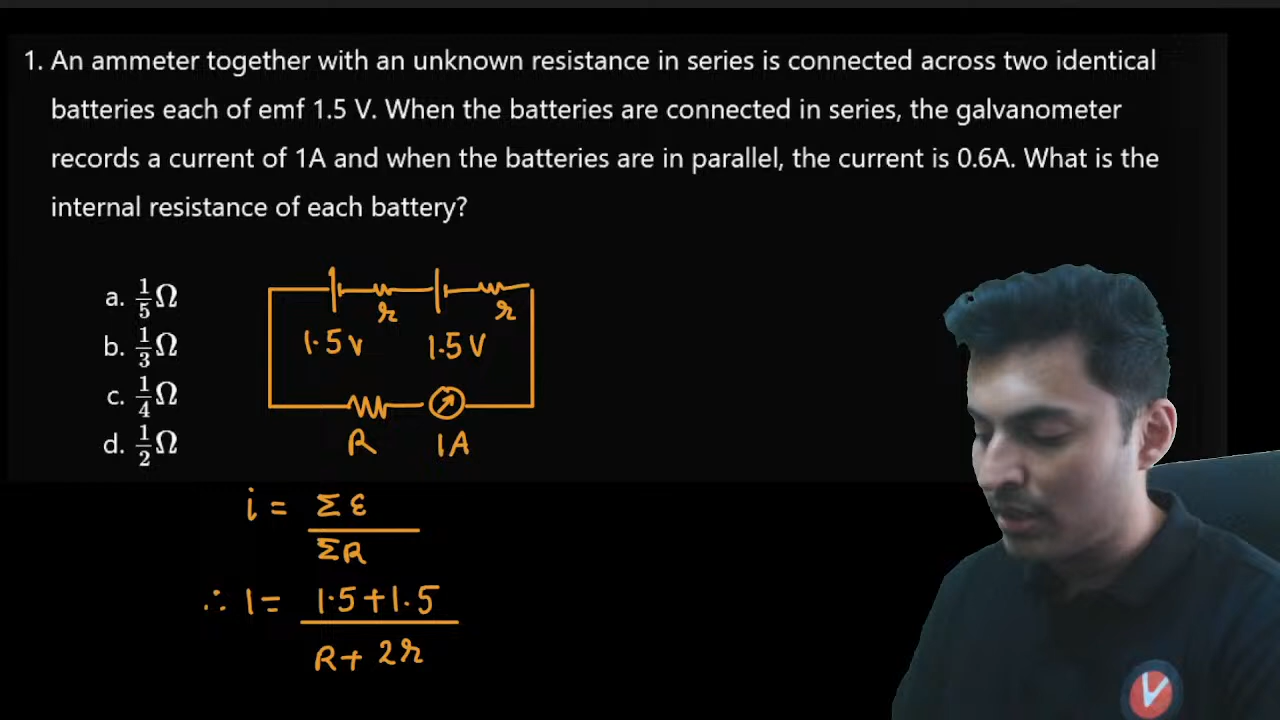 1. An ammeter together with an unknown resistance in series is connected across two identical
batteries each of emf 1.5 V. When the batteries are connected in series, the galvanometer
records a current of 1A and when the batteries are in parallel, the current is 0.6A. What is the
internal resistance of each battery?
a. 1/5 Ω
b. 1/3 Ω
c. 1/4 Ω
d. 1/2 Ω
r r
1.5 V 1.5 V
R 1A
i = Σε / ΣR
∴ 1 = 1.5+1.5 / R+ 2r
V